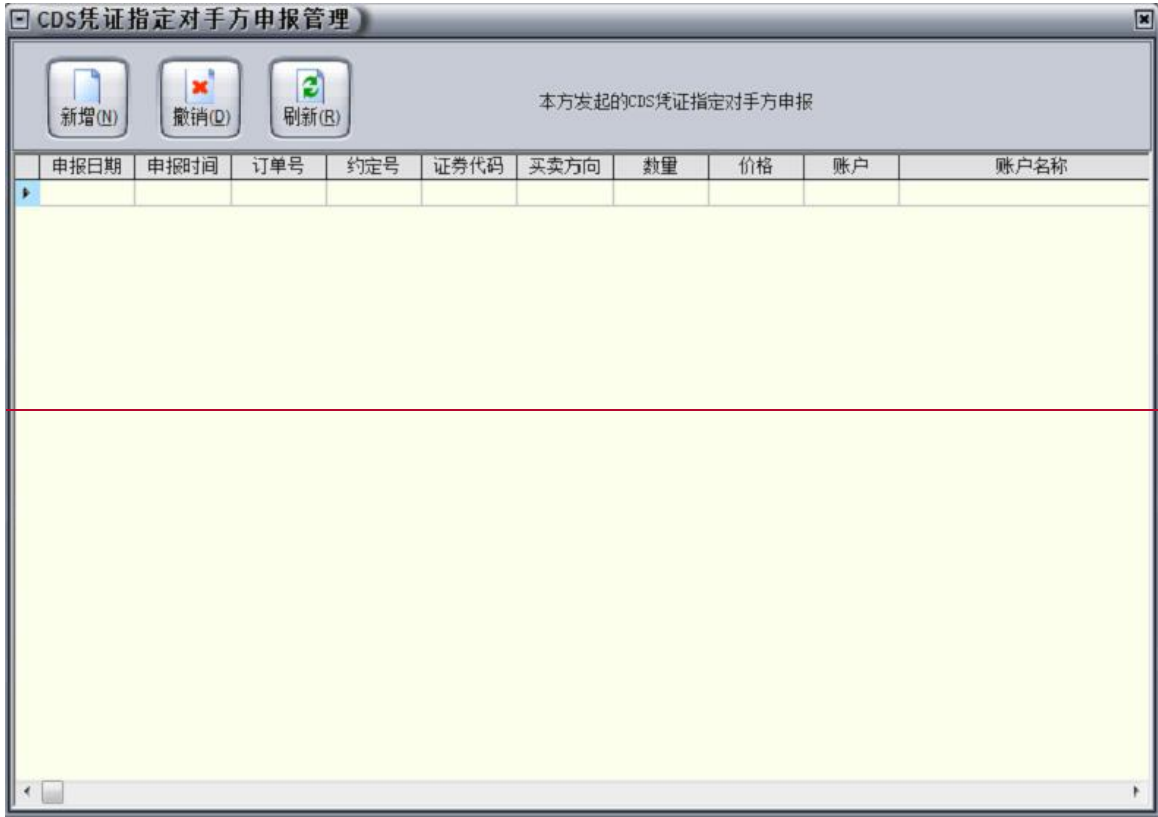 CDS凭证指定对手方申报管理
新增(N) 撤销(D) 刷新(R) 本方发起的CDS凭证指定对手方申报
申报日期 申报时间 订单号 约定号 证券代码 买卖方向 数量 价格 账户 账户名称